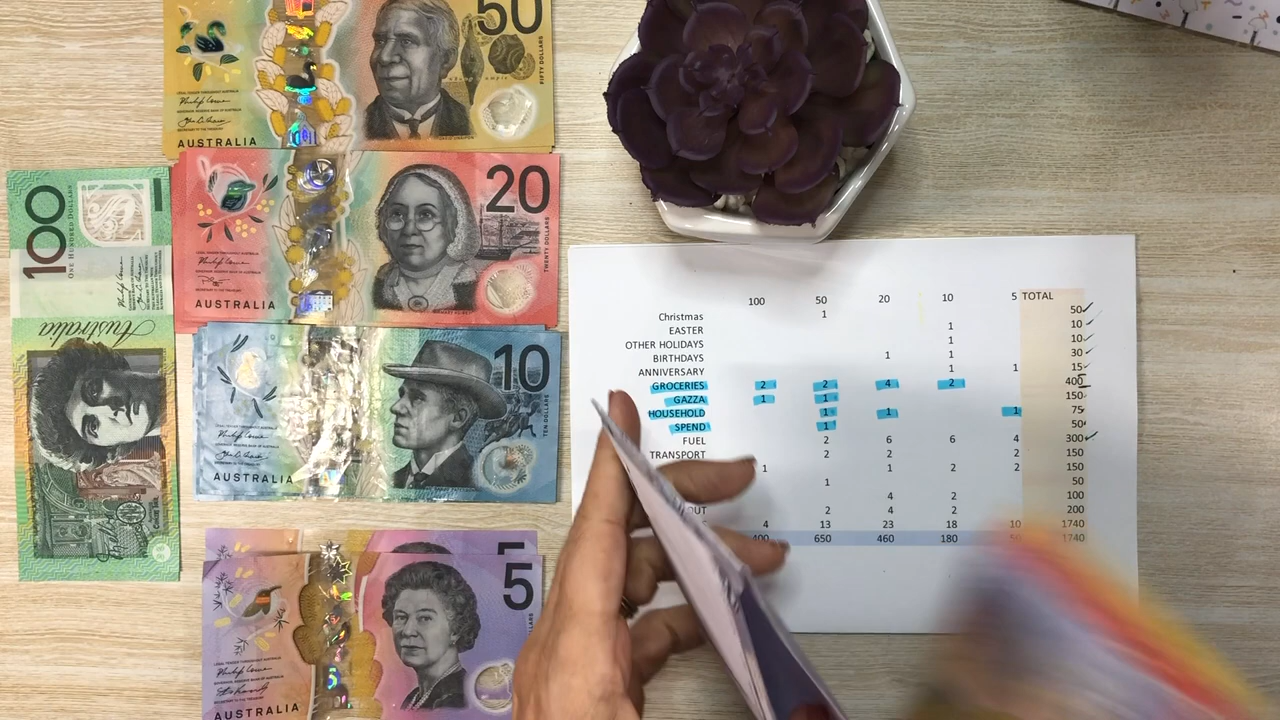 50
FIFTY DOLLARS
AUSTRALIA
20
TWENTY DOLLARS
AUSTRALIA
100
ONE HUNDRED DOLLARS
Australia
10
TEN DOLLARS
AUSTRALIA
5
5
AUSTRALIA
100 50 20 10 5 TOTAL
Christmas 1 50
EASTER 1 10
OTHER HOLIDAYS 1 10
BIRTHDAYS 1 1 30
ANNIVERSARY 1 1 15
GROCERIES 2 2 4 2 400
GAZZA 1 1 150
HOUSEHOLD 1 1 1 75
SPEND 1 50
FUEL 2 6 6 4 300
TRANSPORT 2 2 2 150
1 1 2 2 150
1 50
4 2 100
OUT 2 4 2 200
4 13 23 18 10 1740
400 650 460 180 50 1740